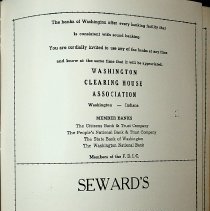 The banks of Washington offer every banking facility that
is consistent with sound banking.
You are cordially invited to use any of the banks at any time
and know at the same time that it will be appreciated.
WASHINGTON
CLEARING HOUSE
ASSOCIATION
Washington — Indiana
MEMBER BANKS
The Citizens Bank & Trust Company
The People's National Bank & Trust Company
The State Bank of Washington
The Washington National Bank
Members of the F. D. I. C.
SEWARD'S